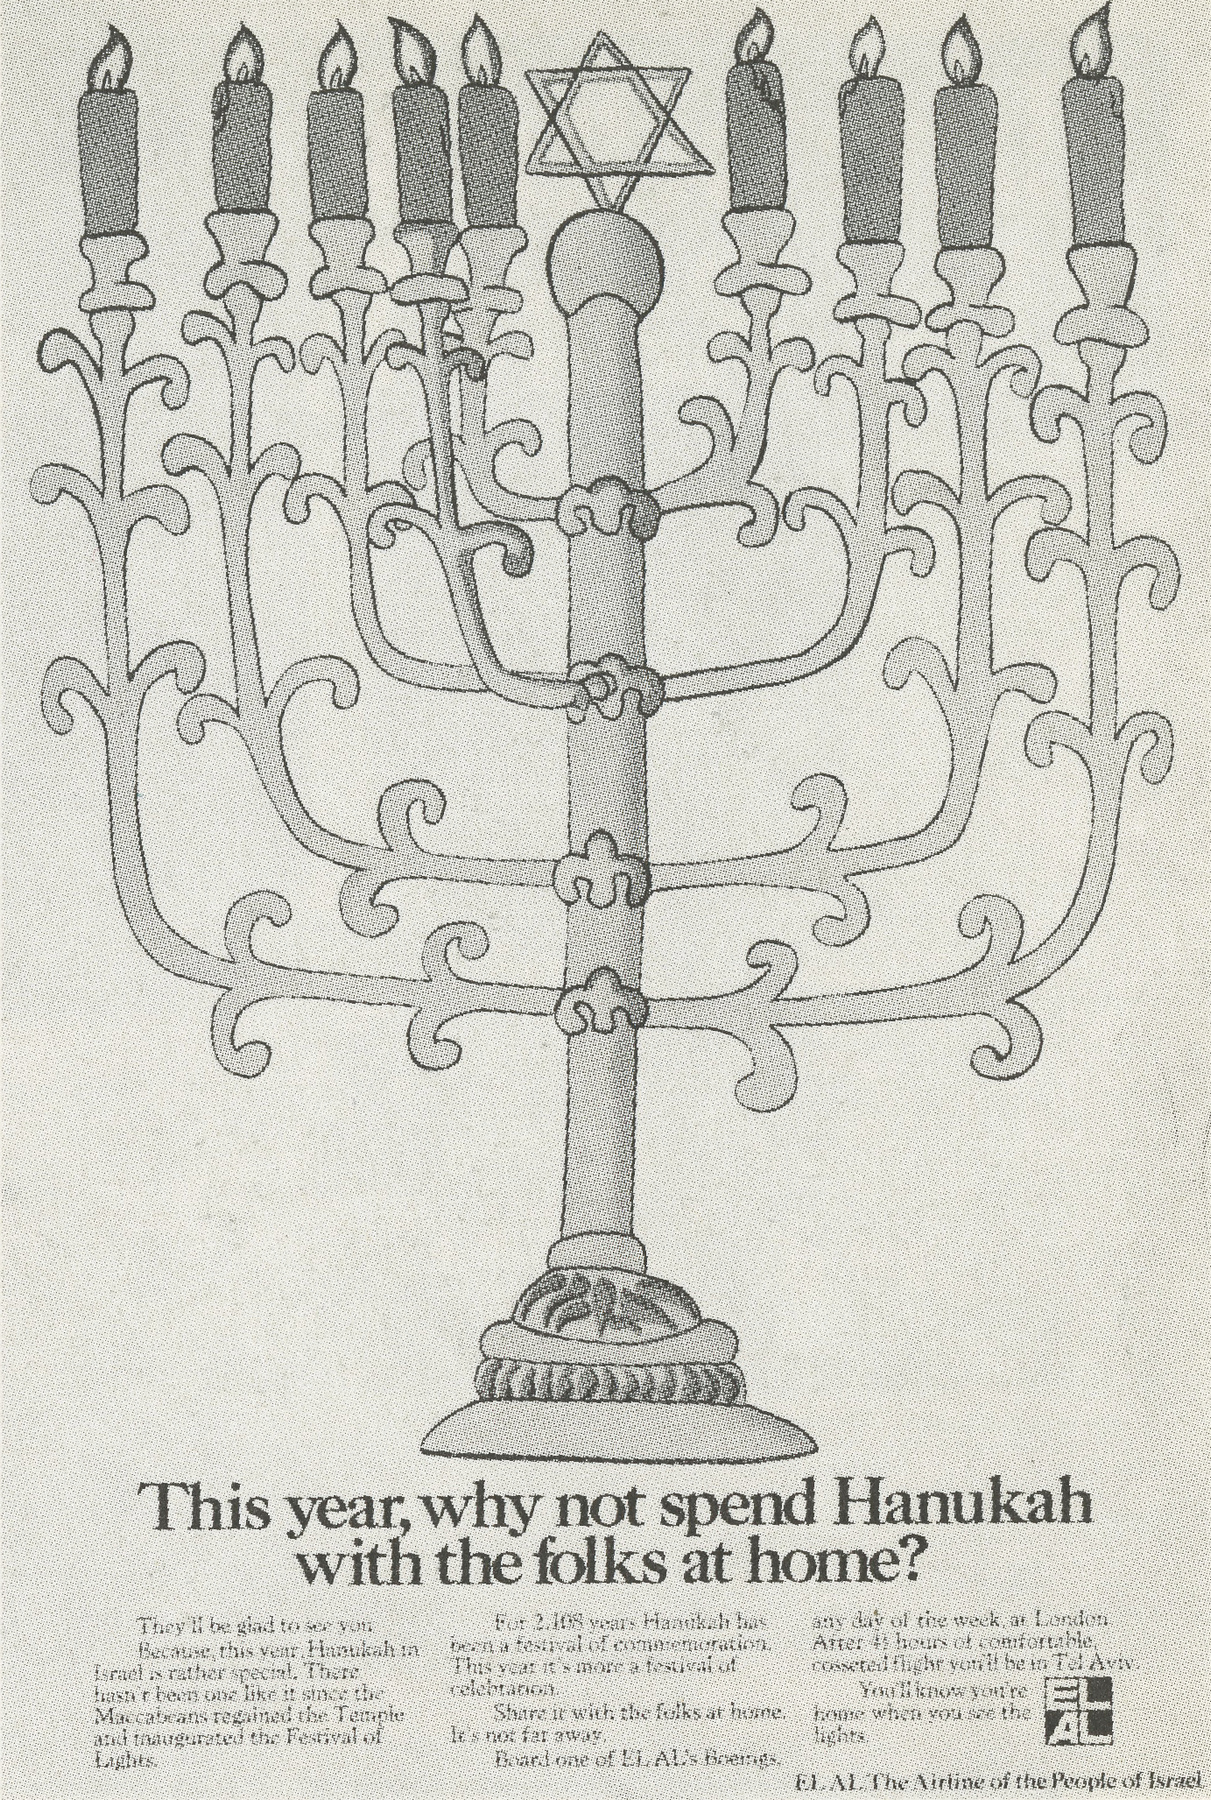 This year, why not spend Hanukah
with the folks at home?
They'll be glad to see you.
Because, this year, Hanukah in
Israel is rather special. There
hasn't been one like it since the
Maccabeans regained the Temple
and inaugurated the Festival of
Lights.
For 2,108 years Hanukah has
been a festival of commemoration.
This year it's more a festival of
celebration.
Share it with the folks at home.
It's not far away.
Board one of EL AL's Boeings,
any day of the week, at London.
After 4½ hours of comfortable,
cosseted flight you'll be in Tel Aviv.
You'll know you're
home when you see the
lights.
EL
AL
EL AL The Airline of the People of Israel